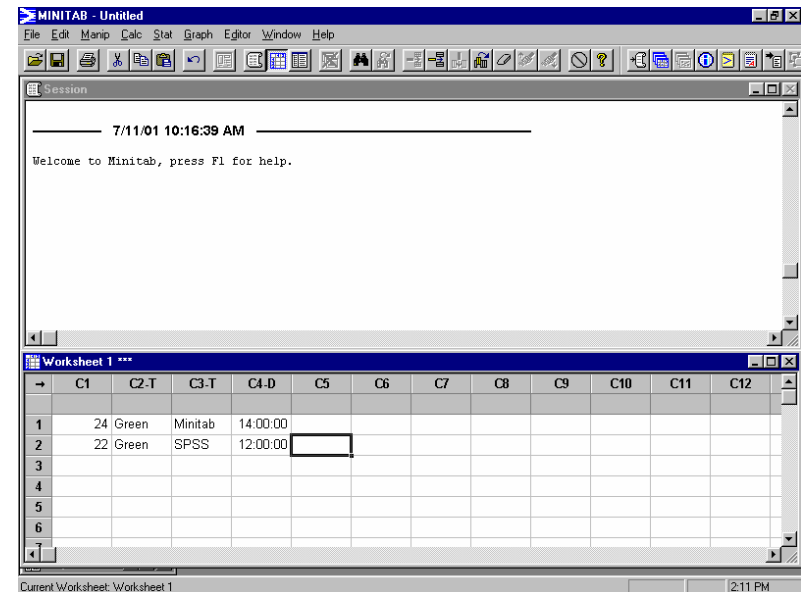 MINITAB - Untitled
File Edit Manip Calc Stat Graph Editor Window Help
Session
7/11/01 10:16:39 AM
Welcome to Minitab, press F1 for help.
Worksheet 1 ***
→ C1 C2-T C3-T C4-D C5 C6 C7 C8 C9 C10 C11 C12
1 24 Green Minitab 14:00:00
2 22 Green SPSS 12:00:00
3
4
5
6
7
Current Worksheet: Worksheet 1 2:11 PM